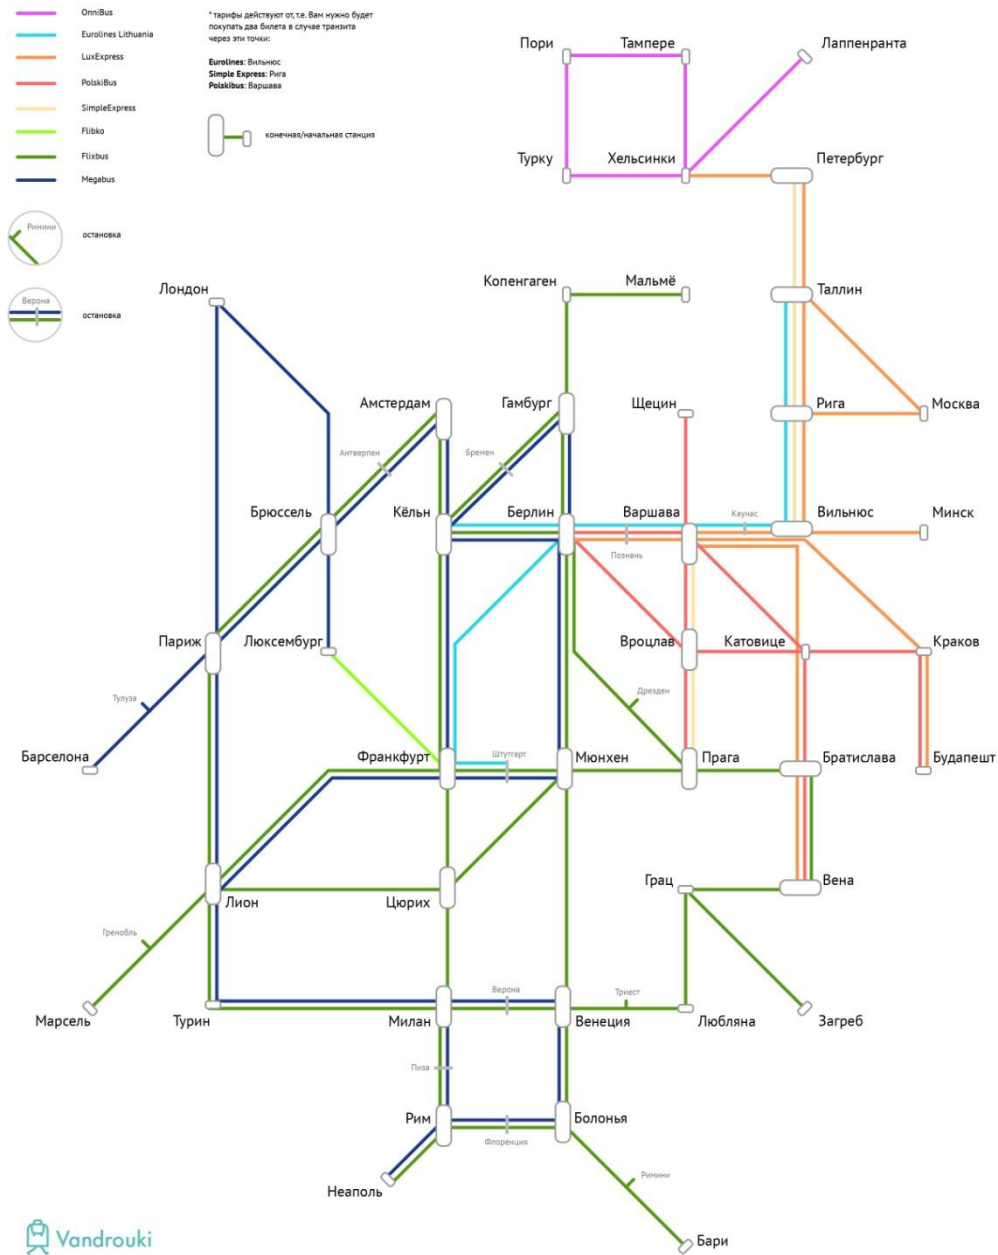 OnniBus
Eurolines Lithuania
LuxExpress
PolskiBus
SimpleExpress
Flibko
Flixbus
Megabus
* тарифы действуют от, т.е. Вам нужно будет
покупать два билета в случае транзита
через эти точки:
Eurolines: Вильнюс
Simple Express: Рига
Polskibus: Варшава
конечная/начальная станция
Римини
остановка
Верона
остановка
Пори
Тампере
Лаппенранта
Турку
Хельсинки
Петербург
Лондон
Копенгаген
Мальмё
Таллин
Амстердам
Гамбург
Щецин
Рига
Москва
Антверпен
Бремен
Брюссель
Кёльн
Берлин
Варшава
Каунас
Вильнюс
Минск
Познань
Париж
Люксембург
Вроцлав
Катовице
Краков
Тулуза
Дрезден
Барселона
Франкфурт
Штутгарт
Мюнхен
Прага
Братислава
Будапешт
Лион
Цюрих
Грац
Вена
Гренобль
Верона
Триест
Марсель
Турин
Милан
Венеция
Любляна
Загреб
Пиза
Рим
Болонья
Флоренция
Неаполь
Римини
Бари
Vandrouki